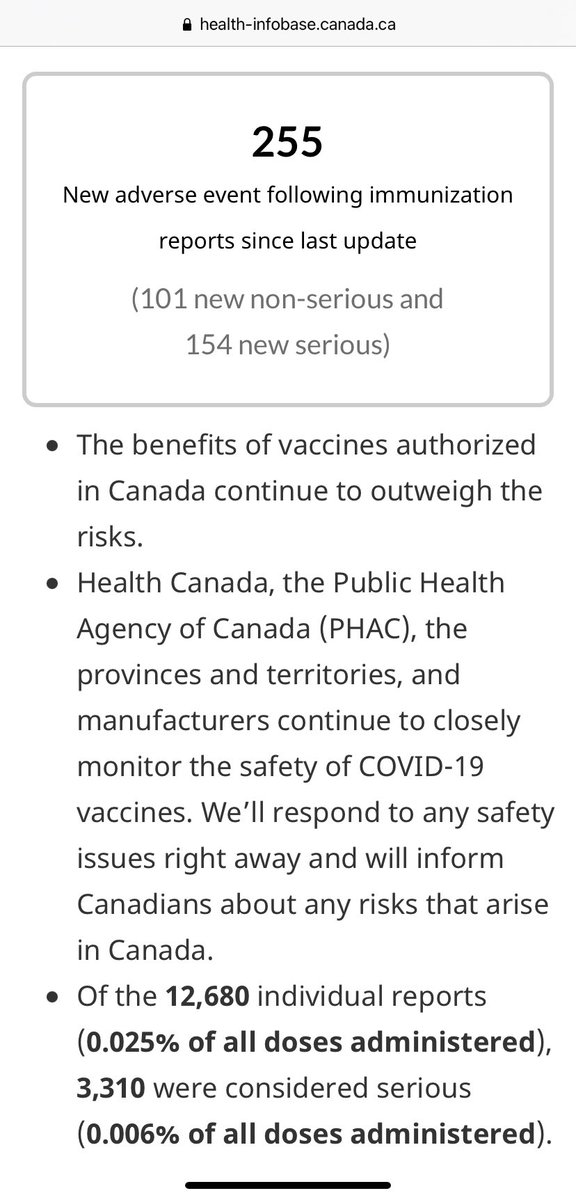 health-infobase.canada.ca
255
New adverse event following immunization
reports since last update
(101 new non-serious and
154 new serious)
• The benefits of vaccines authorized
in Canada continue to outweigh the
risks.
• Health Canada, the Public Health
Agency of Canada (PHAC), the
provinces and territories, and
manufacturers continue to closely
monitor the safety of COVID-19
vaccines. We’ll respond to any safety
issues right away and will inform
Canadians about any risks that arise
in Canada.
• Of the 12,680 individual reports
(0.025% of all doses administered),
3,310 were considered serious
(0.006% of all doses administered).